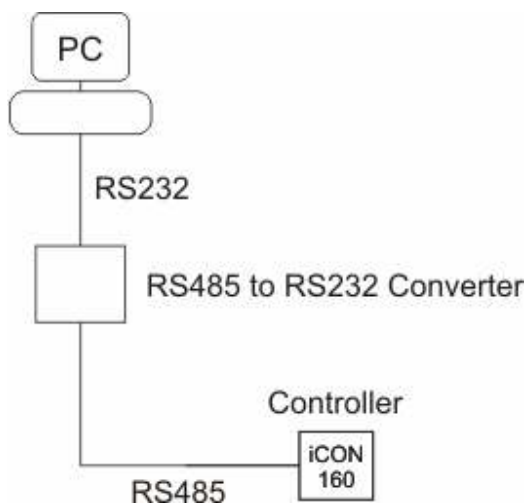 PC
RS232
RS485 to RS232 Converter
Controller
iCON
160
RS485